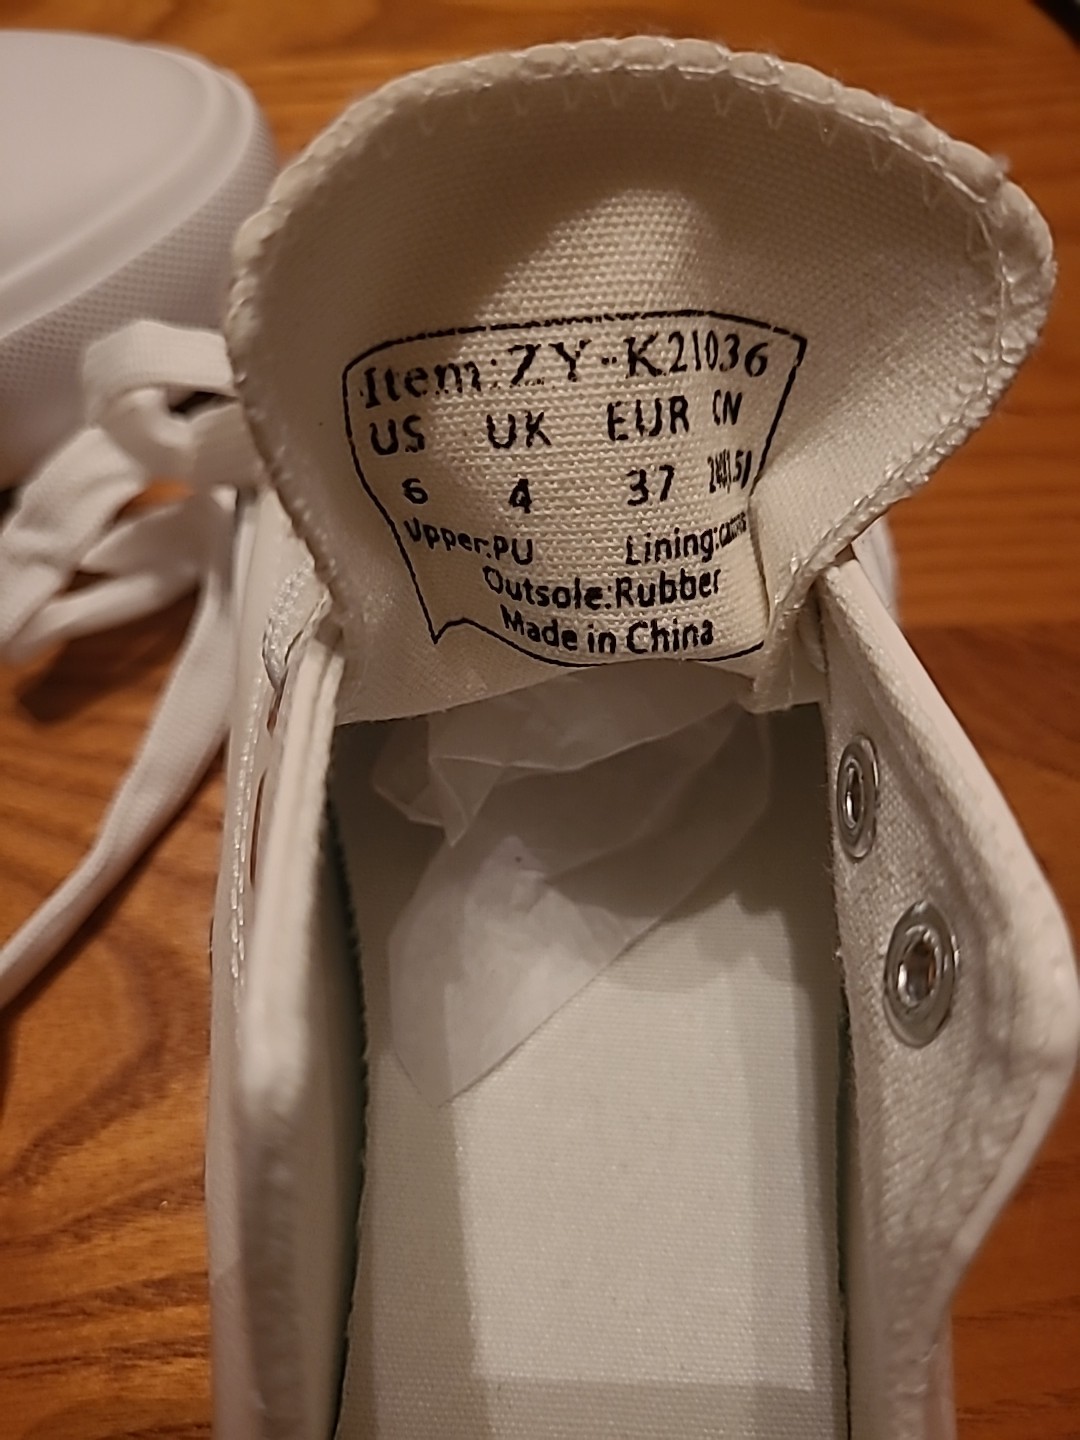 Item:ZY-K21036
US UK EUR CN
6 4 37
Upper:PU Lining:
Outsole:Rubber
Made in China